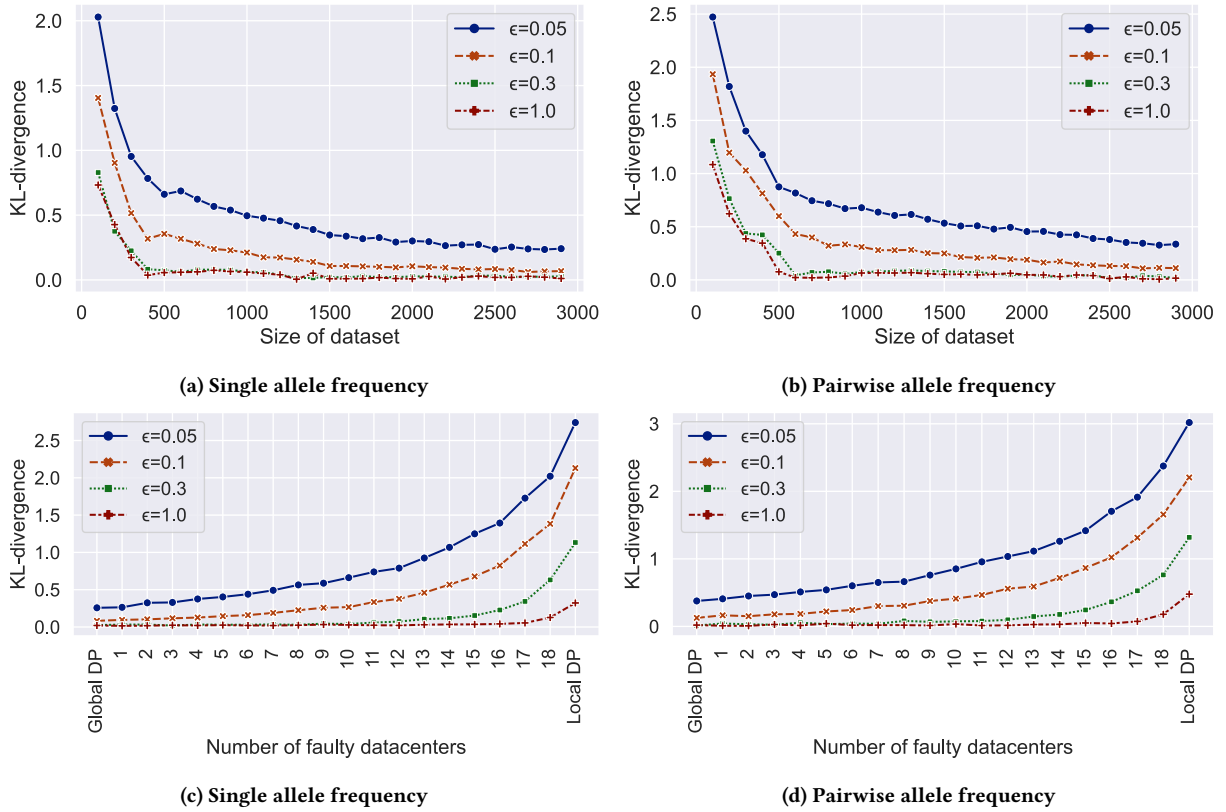 KL-divergence
2.0
1.5
1.0
0.5
0.0
ϵ=0.05
ϵ=0.1
ϵ=0.3
ϵ=1.0
0 500 1000 1500 2000 2500 3000
Size of dataset
(a) Single allele frequency
KL-divergence
2.5
2.0
1.5
1.0
0.5
0.0
ϵ=0.05
ϵ=0.1
ϵ=0.3
ϵ=1.0
0 500 1000 1500 2000 2500 3000
Size of dataset
(b) Pairwise allele frequency
KL-divergence
2.5
2.0
1.5
1.0
0.5
0.0
ϵ=0.05
ϵ=0.1
ϵ=0.3
ϵ=1.0
Global DP 1 2 3 4 5 6 7 8 9 10 11 12 13 14 15 16 17 18 Local DP
Number of faulty datacenters
(c) Single allele frequency
KL-divergence
3
2
1
0
ϵ=0.05
ϵ=0.1
ϵ=0.3
ϵ=1.0
Global DP 1 2 3 4 5 6 7 8 9 10 11 12 13 14 15 16 17 18 Local DP
Number of faulty datacenters
(d) Pairwise allele frequency